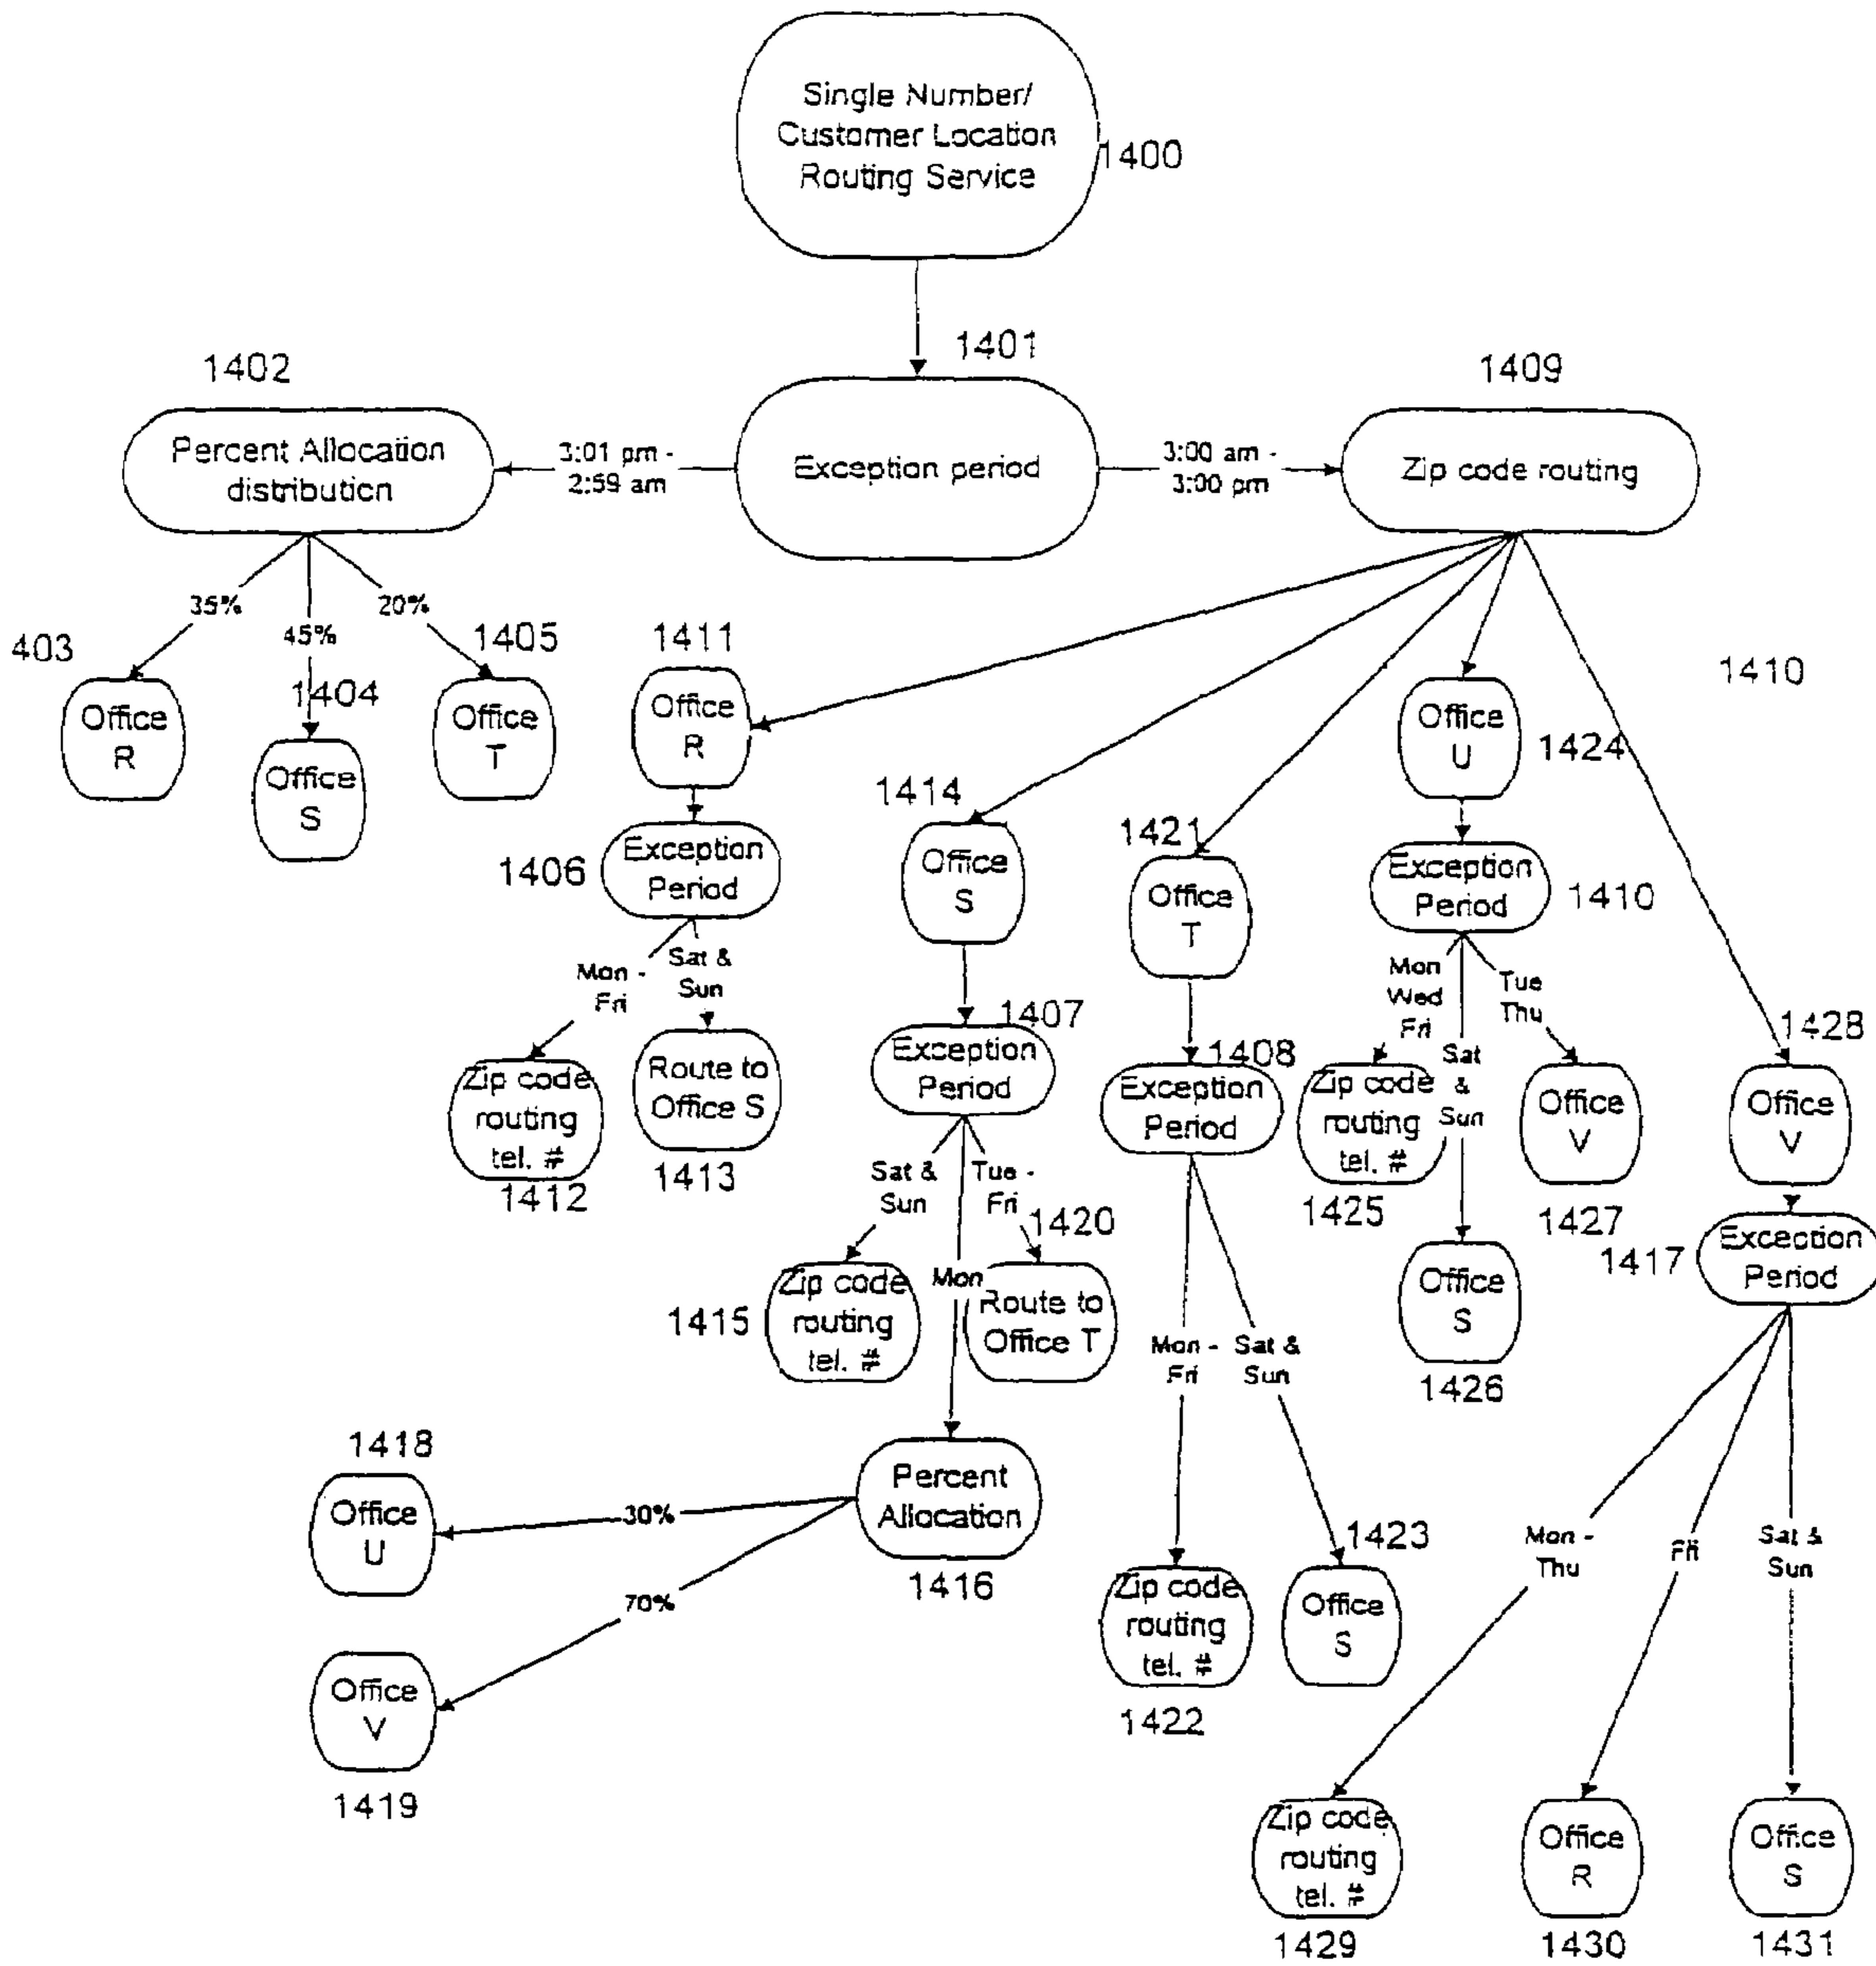 Single Number/
Customer Location
Routing Service
1400
1401
1402
1409
Percent Allocation
distribution
3:01 pm -
2:59 am
Exception period
3:00 am -
3:00 pm
Zip code routing
35%
45%
20%
403
1404
1405
1411
1410
Office
R
Office
S
Office
T
Office
R
Office
U
1424
1414
1421
1406
Exception
Period
Office
S
Office
T
Exception
Period
1410
Mon -
Fri
Sat &
Sun
Mon
Wed
Fri
Sat
&
Sun
Tue
Thu
1407
1408
1428
Zip code
routing
tel. #
1412
Route to
Office S
1413
Exception
Period
Exception
Period
Zip code
routing
tel. #
1425
Office
V
1427
Office
V
Sat &
Sun
Mon
Tue -
Fri
1420
1417
Exception
Period
1415
Zip code
routing
tel. #
Route to
Office T
Office
S
1426
Mon -
Fri
Sat &
Sun
1418
Office
U
30%
70%
Percent
Allocation
1416
1423
Mon -
Thu
Fri
Sat &
Sun
Zip code
routing
tel. #
1422
Office
S
Office
V
1419
Zip code
routing
tel. #
1429
Office
R
1430
Office
S
1431